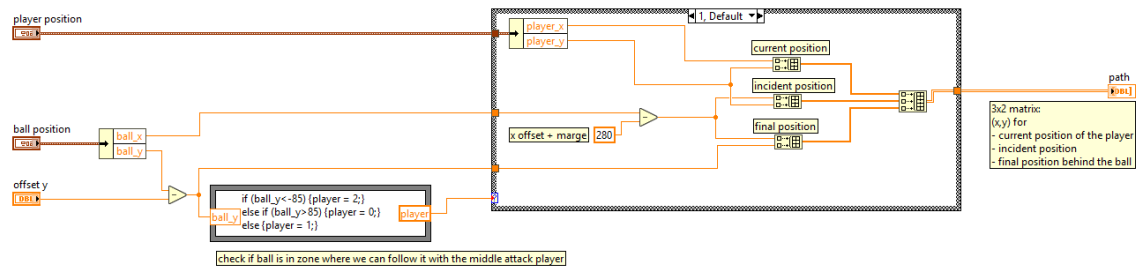 player position
1, Default
player_x
player_y
current position
incident position
path
DBL
3x2 matrix:
(x,y) for
- current position of the player
- incident position
- final position behind the ball
ball position
ball_x
ball_y
x offset + marge
280
final position
offset y
DBL
if (ball_y<-85) {player = 2;}
else if (ball_y>85) {player = 0;}
else {player = 1;}
ball_y
player
check if ball is in zone where we can follow it with the middle attack player